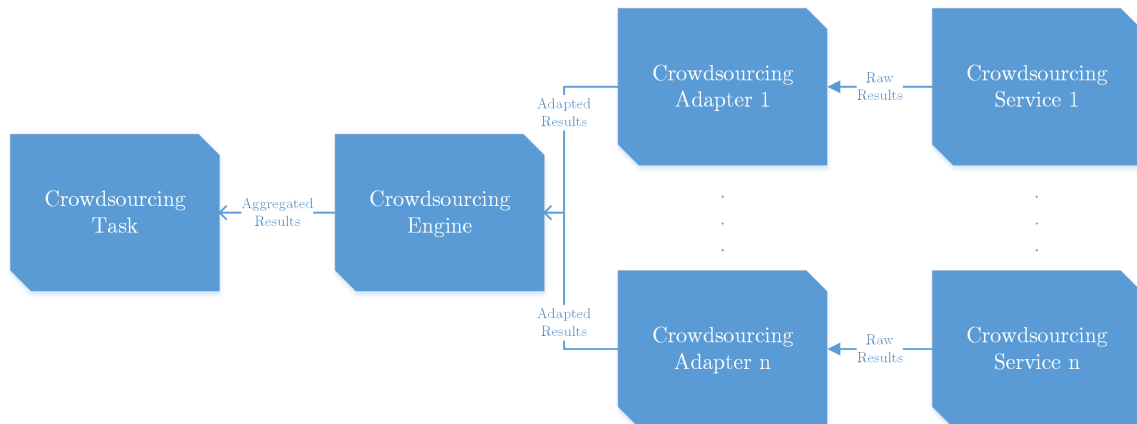 Crowdsourcing
Adapter 1
Raw
Results
Crowdsourcing
Service 1
Adapted
Results
Crowdsourcing
Task
Aggregated
Results
Crowdsourcing
Engine
.
.
.
.
.
.
Adapted
Results
Crowdsourcing
Adapter n
Raw
Results
Crowdsourcing
Service n